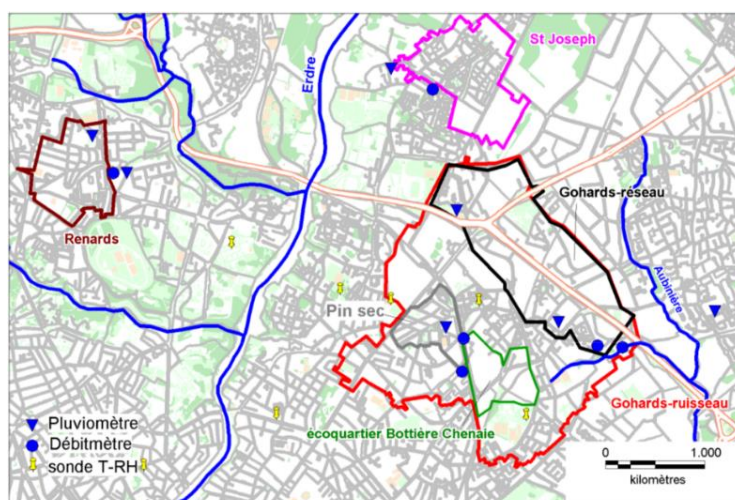 St Joseph
Erdre
Gohards-réseau
Renards
Aubinière
Pin sec
Gohards-ruisseau
écoquartier Bottière Chenaie
Pluviomètre
Débitmètre
sonde T-RH
0 1.000
kilomètres